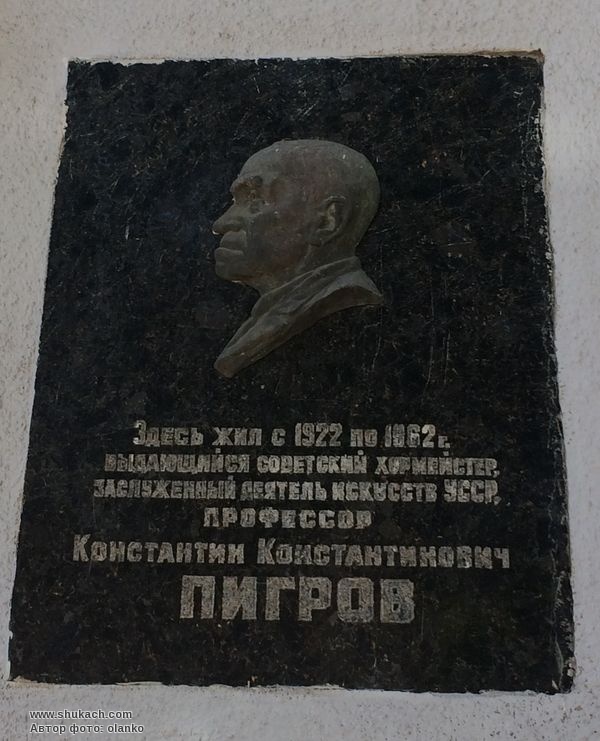 Здесь жил с 1922 по 1962 г.
выдающийся советский хормейстер,
заслуженный деятель искусств УССР,
профессор
Константин Константинович
ПИГРОВ
www.shukach.com
Автор фото: olanko